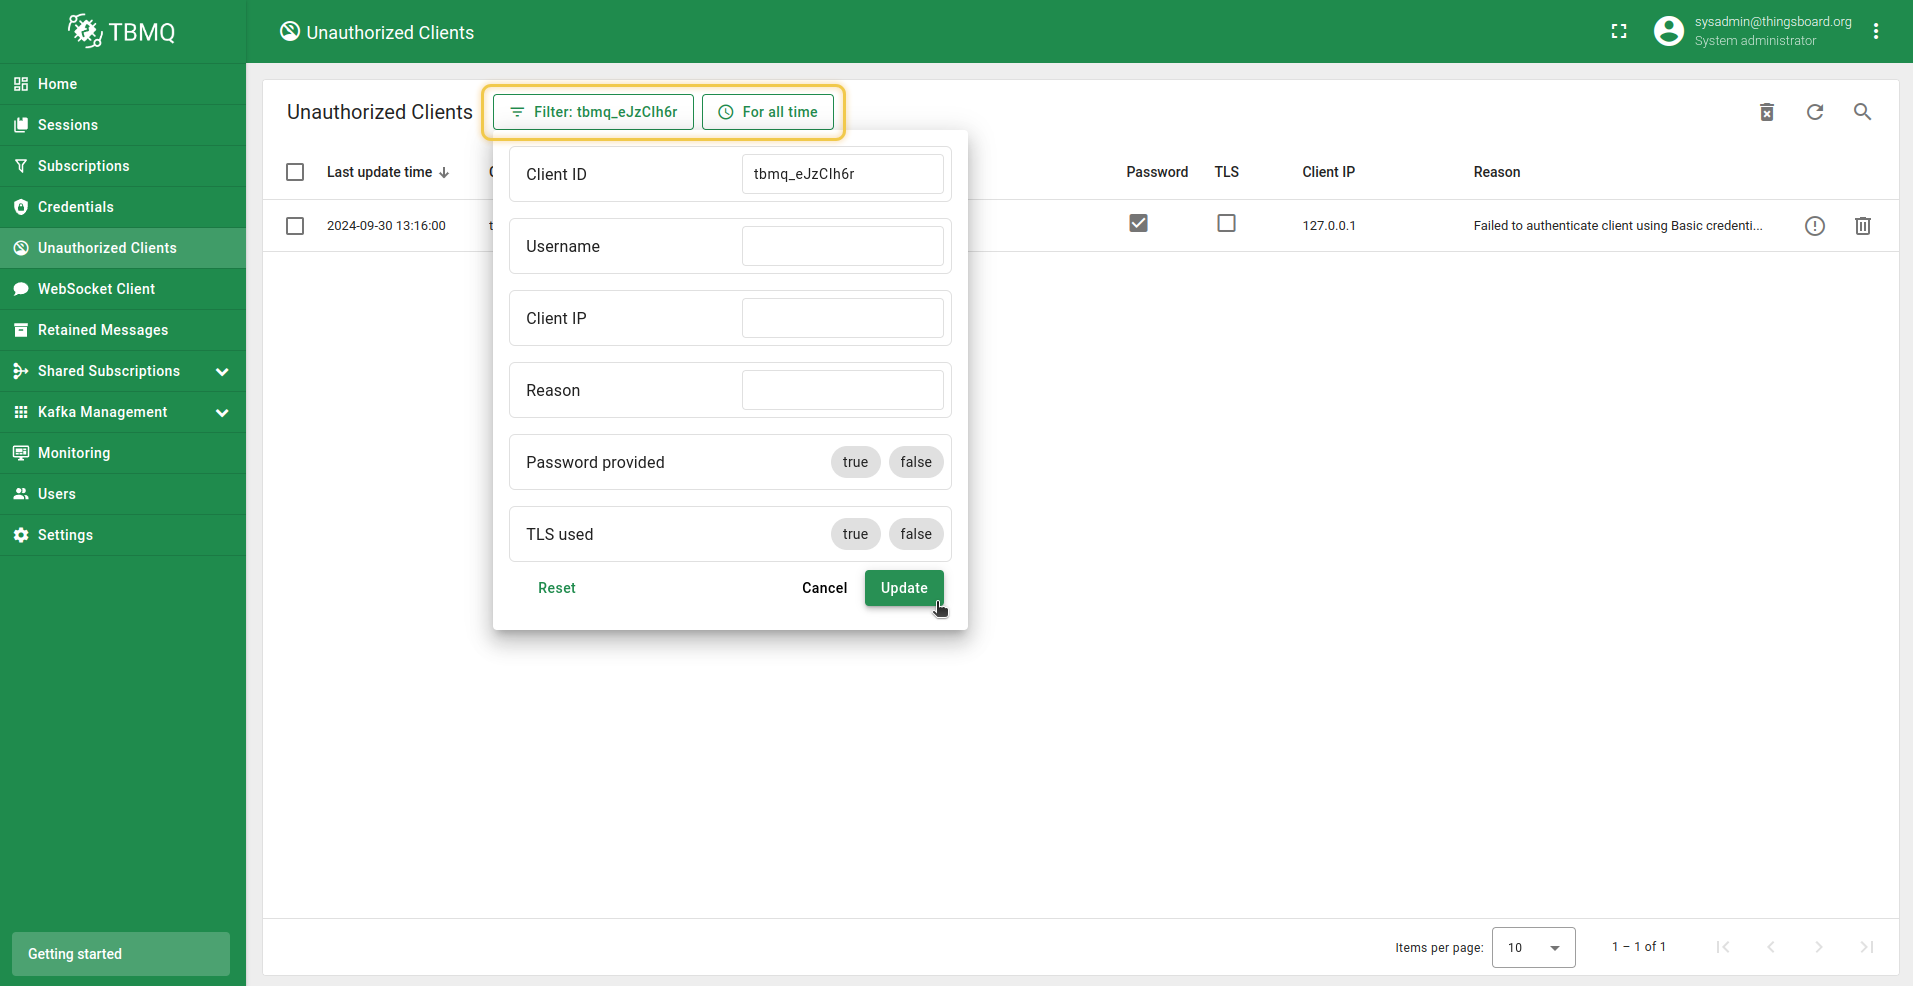 TBMQ
Unauthorized Clients
sysadmin@thingsboard.org
System administrator
Home
Sessions
Subscriptions
Credentials
Unauthorized Clients
WebSocket Client
Retained Messages
Shared Subscriptions
Kafka Management
Monitoring
Users
Settings
Getting started
Unauthorized Clients
Filter: tbmq_eJzCIh6r
For all time
Last update time
Password
TLS
Client IP
Reason
2024-09-30 13:16:00
127.0.0.1
Failed to authenticate client using Basic credenti...
Client ID
tbmq_eJzCIh6r
Username
Client IP
Reason
Password provided
true
false
TLS used
true
false
Reset
Cancel
Update
Items per page:
10
1 – 1 of 1